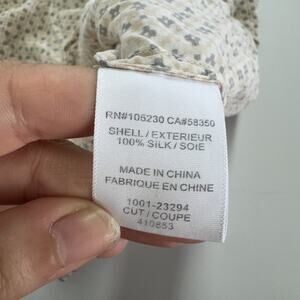 RN#105230 CA#58350
SHELL / EXTERIEUR
100% SILK / SOIE
MADE IN CHINA
FABRIQUE EN CHINE
1001-23294
CUT / COUPE
410853